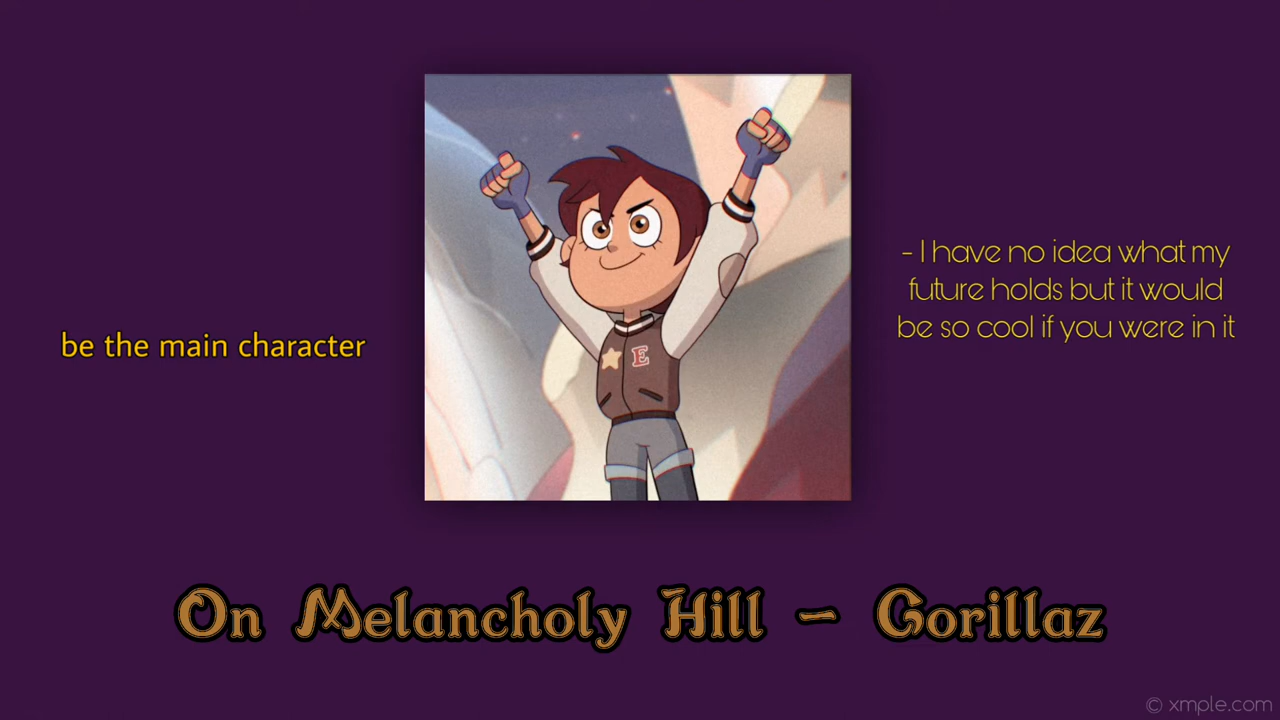 be the main character
E
- I have no idea what my
future holds but it would
be so cool if you were in it
On Melancholy Hill - Gorillaz
© xmple.com